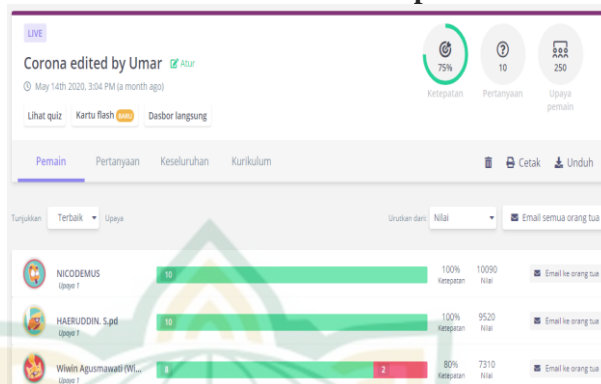 LIVE
Corona edited by Umar Atur
May 14th 2020, 3:04 PM (a month ago)
Lihat quiz Kartu flash BARU Dasbor langsung
75%
Ketepatan
10
Pertanyaan
250
Upaya
pemain
Pemain Pertanyaan Keseluruhan Kurikulum Cetak Unduh
Tunjukkan Terbaik Upaya Urutkan dari: Nilai Email semua orang tua
NICODEMUS
Upaya 1
10
100%
Ketepatan
10090
Nilai
Email ke orang tua
HAERUDDIN. S.pd
Upaya 1
10
100%
Ketepatan
9520
Nilai
Email ke orang tua
Wiwin Agusmawati (Wi...
Upaya 1
8 2
80%
Ketepatan
7310
Nilai
Email ke orang tua